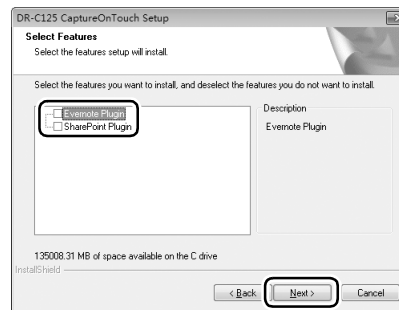 DR-C125 CaptureOnTouch Setup
Select Features
Select the features setup will install.
Select the features you want to install, and deselect the features you do not want to install.
Evernote Plugin
SharePoint Plugin
Description
Evernote Plugin
135008.31 MB of space available on the C drive
InstallShield
< Back
Next >
Cancel